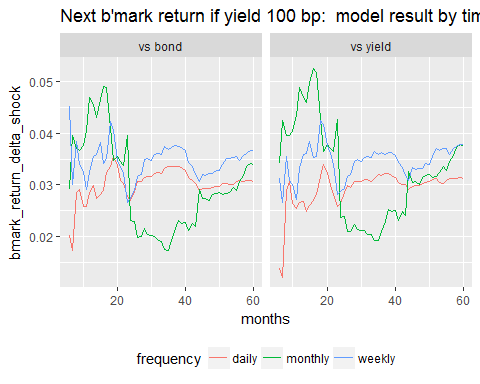 Next b'mark return if yield 100 bp:  model result by tim
vs bond
vs yield
brmark_return_delta_shock
0.05
0.04
0.03
0.02
20
40
60
20
40
60
months
frequency
daily
monthly
weekly